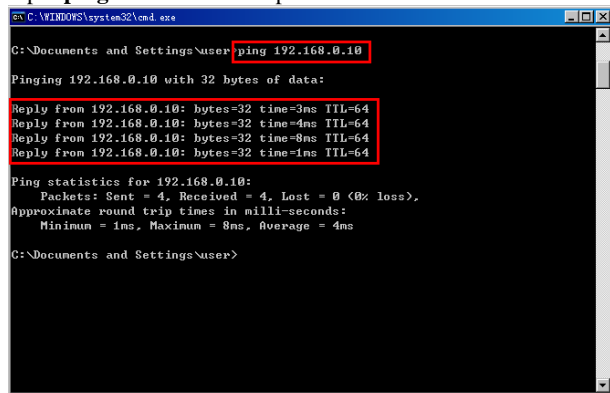 ping
C:\WINDOWS\system32\cmd.exe
C:\Documents and Settings\user>ping 192.168.0.10
Pinging 192.168.0.10 with 32 bytes of data:
Reply from 192.168.0.10: bytes=32 time=3ms TTL=64
Reply from 192.168.0.10: bytes=32 time=4ms TTL=64
Reply from 192.168.0.10: bytes=32 time=8ms TTL=64
Reply from 192.168.0.10: bytes=32 time=1ms TTL=64
Ping statistics for 192.168.0.10:
Packets: Sent = 4, Received = 4, Lost = 0 (0% loss),
Approximate round trip times in milli-seconds:
Minimum = 1ms, Maximum = 8ms, Average = 4ms
C:\Documents and Settings\user>